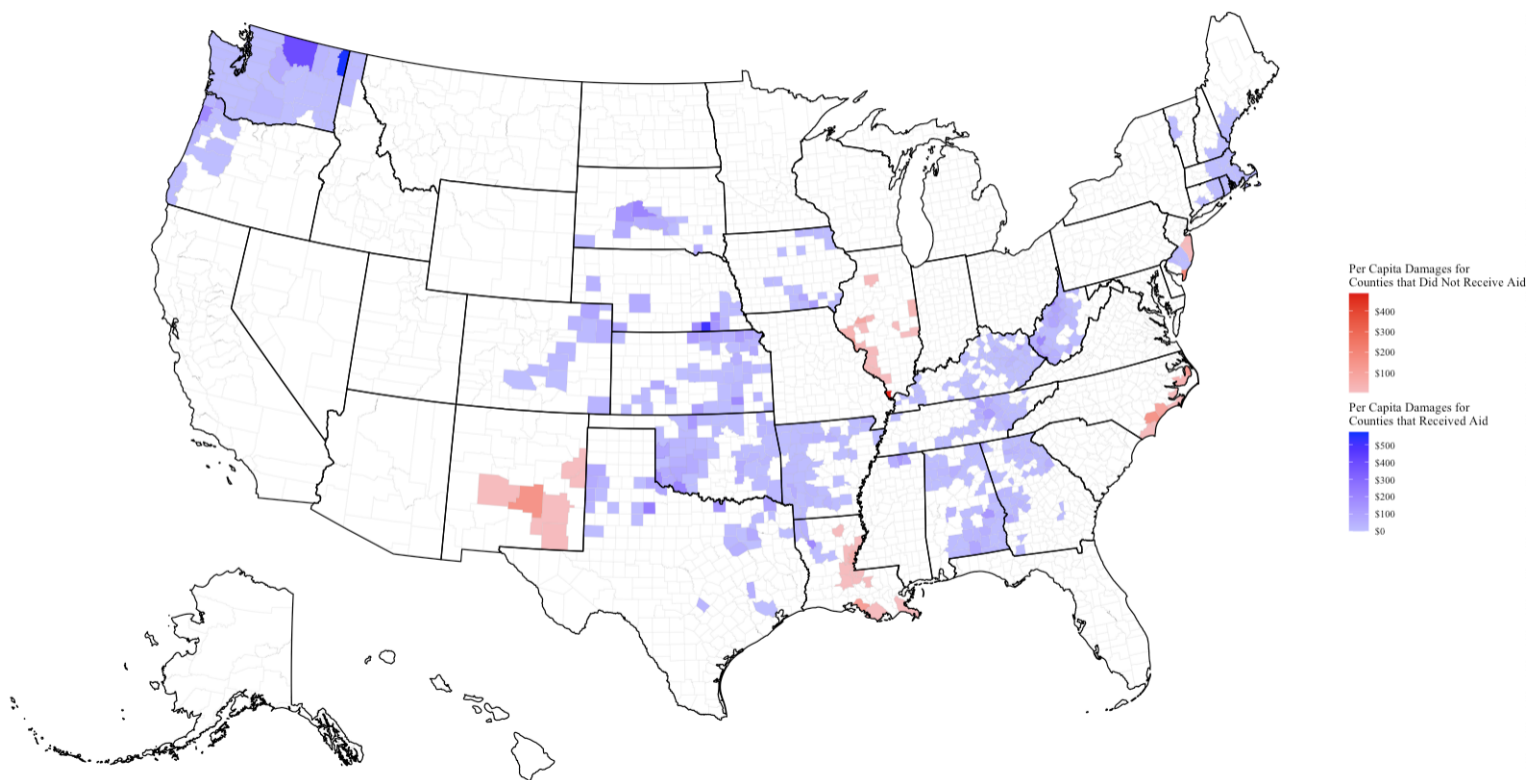 Per Capita Damages for
Counties that Did Not Receive Aid
$400
$300
$200
$100
Per Capita Damages for
Counties that Received Aid
$500
$400
$300
$200
$100
$0